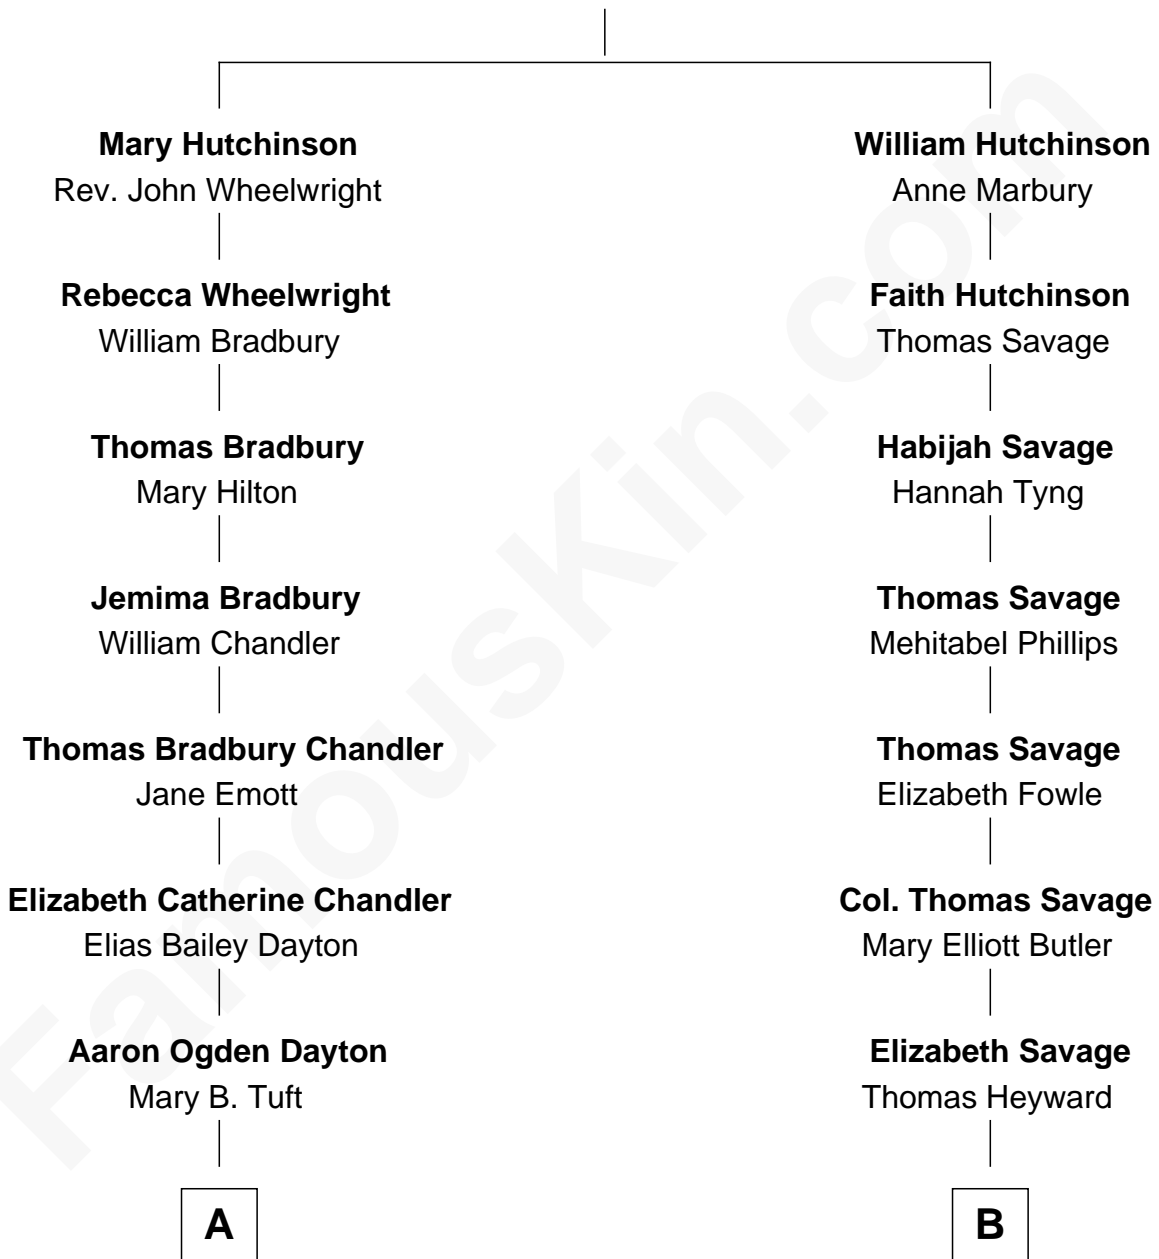 Mary Hutchinson
Rev. John Wheelwright
Rebecca Wheelwright
William Bradbury
Thomas Bradbury
Mary Hilton
Jemima Bradbury
William Chandler
Thomas Bradbury Chandler
Jane Emott
Elizabeth Catherine Chandler
Elias Bailey Dayton
Aaron Ogden Dayton
Mary B. Tuft
A
William Hutchinson
Anne Marbury
Faith Hutchinson
Thomas Savage
Habijah Savage
Hannah Tyng
Thomas Savage
Mehitabel Phillips
Thomas Savage
Elizabeth Fowle
Col. Thomas Savage
Mary Elliott Butler
Elizabeth Savage
Thomas Heyward
B
FamousKin.com